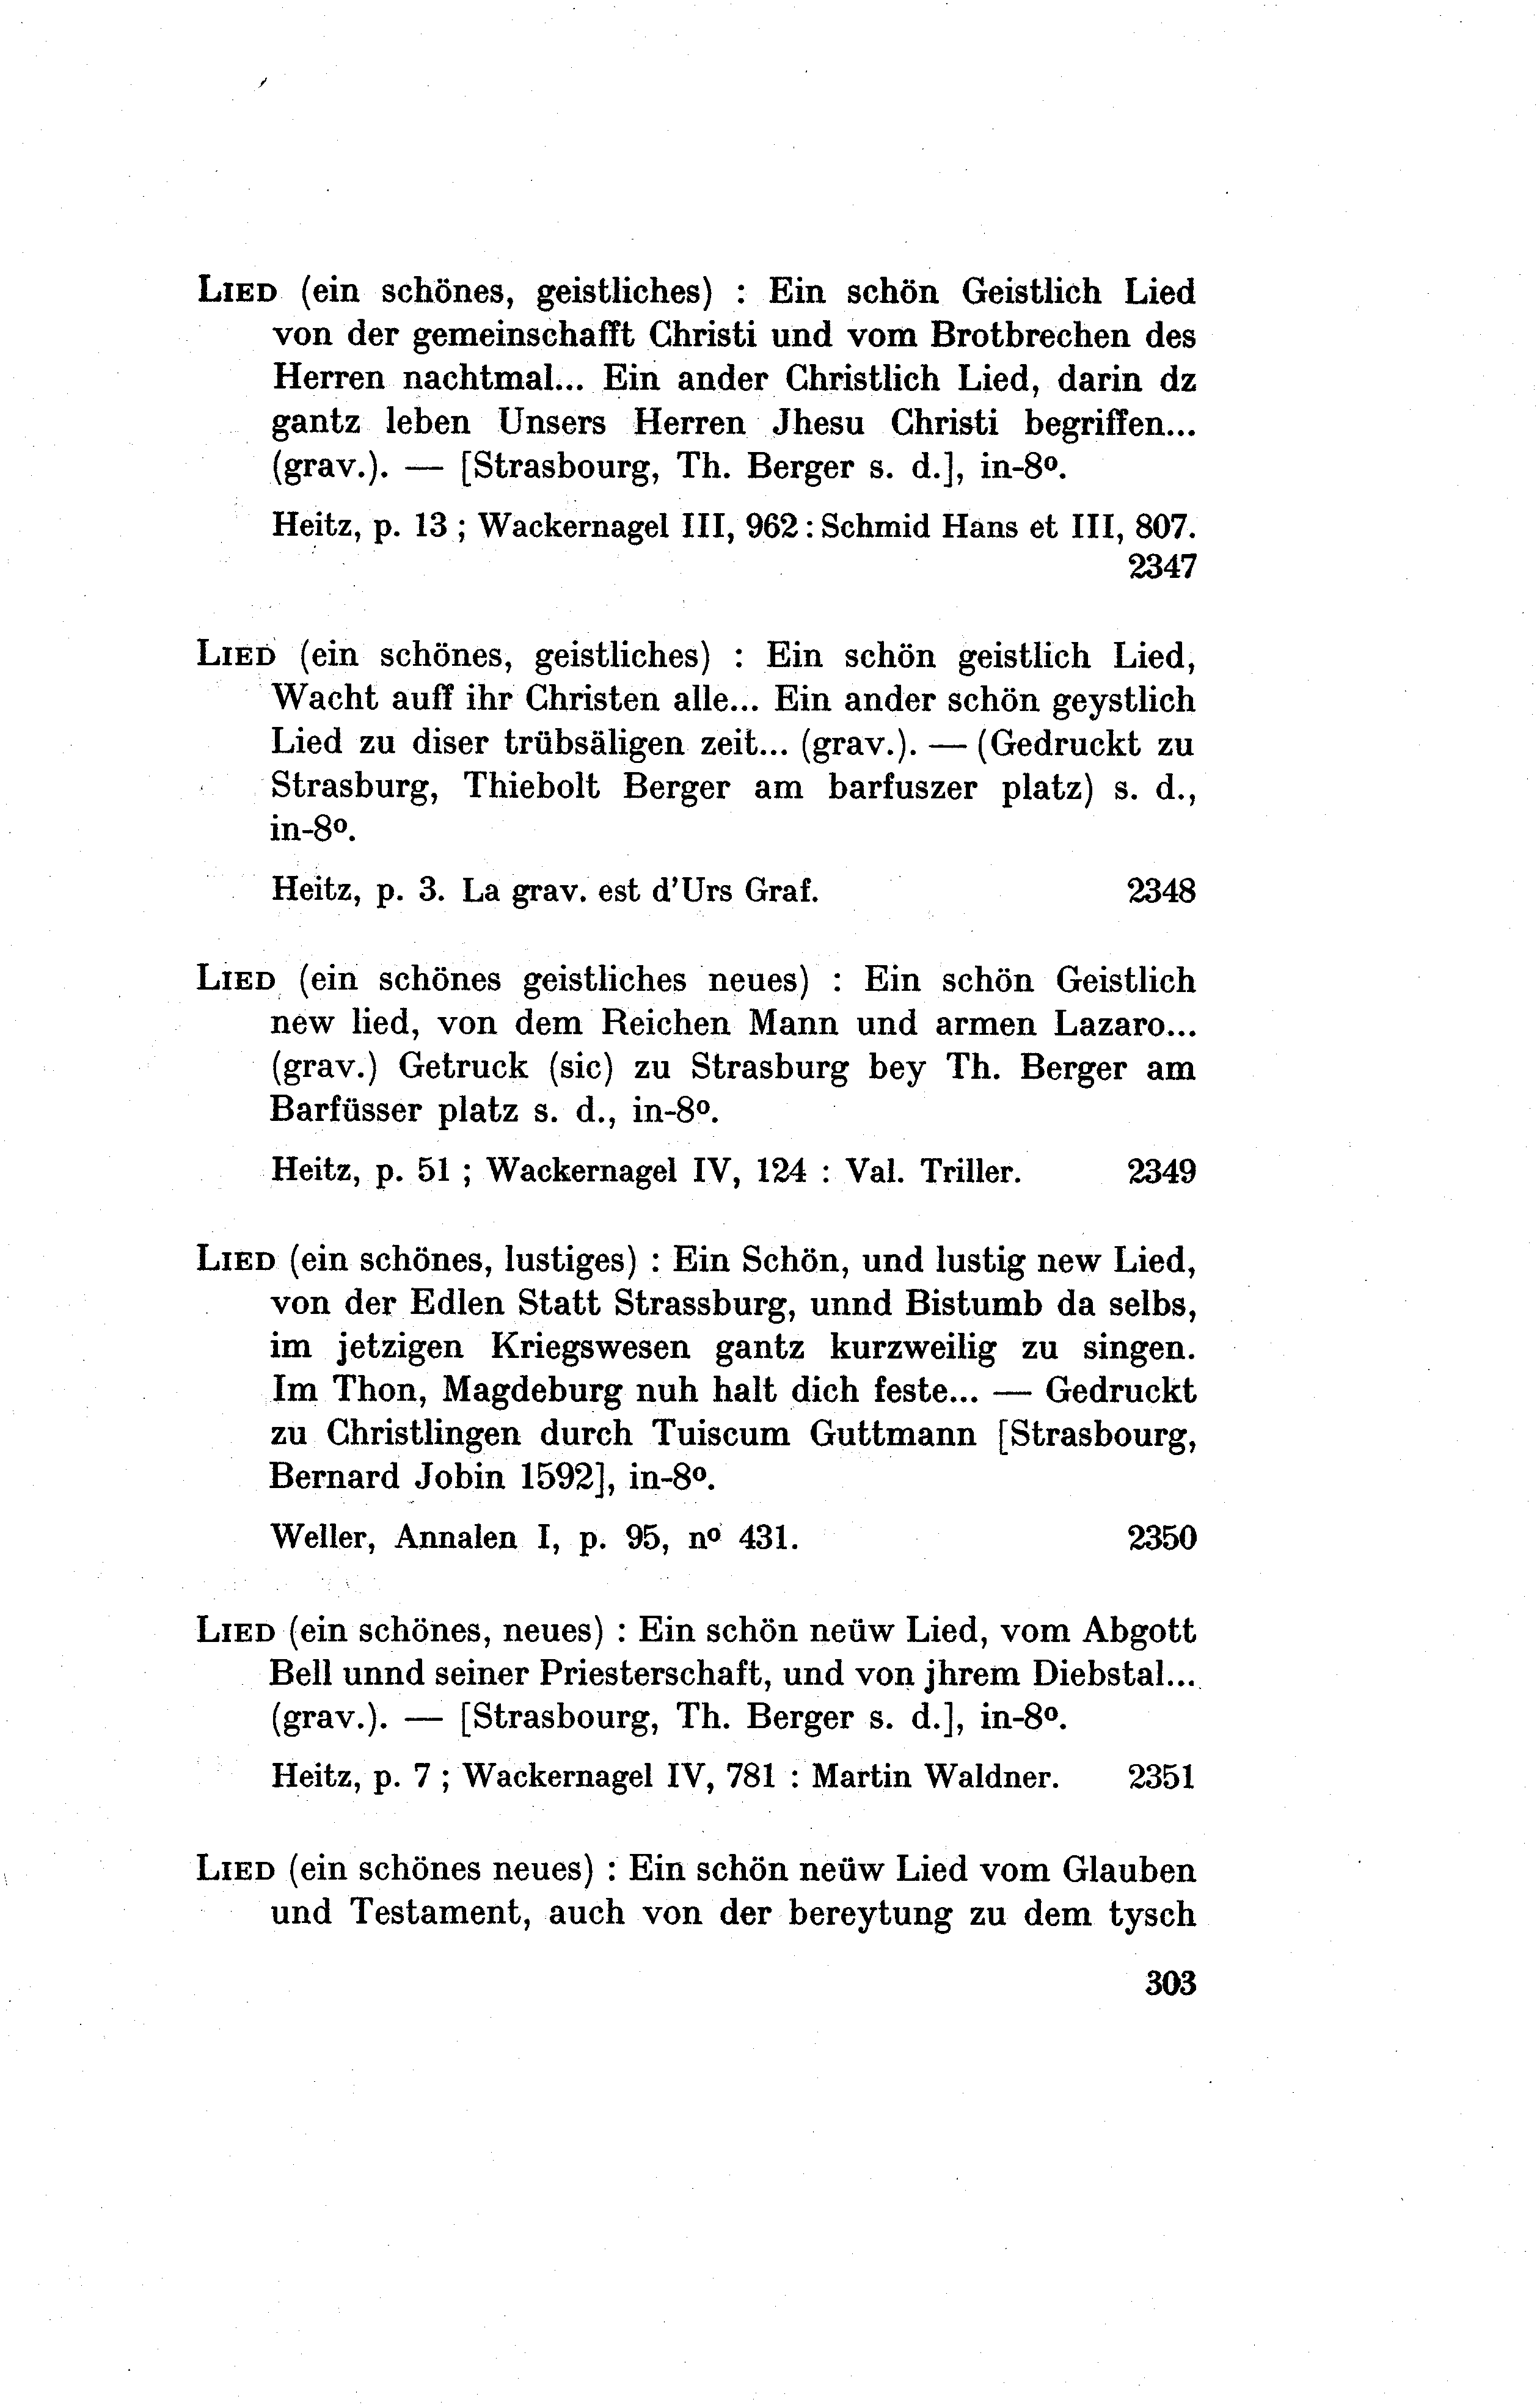 LIED (ein schönes, geistliches) : Ein schön Geistlich Lied
von der gemeinschafft Christi und vom Brotbrechen des
Herren nachtmal... Ein ander Christlich Lied, darin dz
gantz leben Unsers Herren Jhesu Christi begriffen...
(grav.). — [Strasbourg, Th. Berger s. d.], in-8º.
Heitz, p. 13 ; Wackernagel III, 962 : Schmid Hans et III, 807.
2347
LIED (ein schönes, geistliches) : Ein schön geistlich Lied,
Wacht auff ihr Christen alle... Ein ander schön geystlich
Lied zu diser trübsäligen zeit... (grav.). — (Gedruckt zu
Strasburg, Thiebolt Berger am barfuszer platz) s. d.,
in-8º.
Heitz, p. 3. La grav. est d'Urs Graf. 2348
LIED (ein schönes geistliches neues) : Ein schön Geistlich
new lied, von dem Reichen Mann und armen Lazaro...
(grav.) Getruck (sic) zu Strasburg bey Th. Berger am
Barfüsser platz s. d., in-8º.
Heitz, p. 51 ; Wackernagel IV, 124 : Val. Triller. 2349
LIED (ein schönes, lustiges) : Ein Schön, und lustig new Lied,
von der Edlen Statt Strassburg, unnd Bistumb da selbs,
im jetzigen Kriegswesen gantz kurzweilig zu singen.
Im Thon, Magdeburg nuh halt dich feste... — Gedruckt
zu Christlingen durch Tuiscum Guttmann [Strasbourg,
Bernard Jobin 1592], in-8º.
Weller, Annalen I, p. 95, nº 431. 2350
LIED (ein schönes, neues) : Ein schön neüw Lied, vom Abgott
Bell unnd seiner Priesterschaft, und von jhrem Diebstal...
(grav.). — [Strasbourg, Th. Berger s. d.], in-8º.
Heitz, p. 7 ; Wackernagel IV, 781 : Martin Waldner. 2351
LIED (ein schönes neues) : Ein schön neüw Lied vom Glauben
und Testament, auch von der bereytung zu dem tysch
303